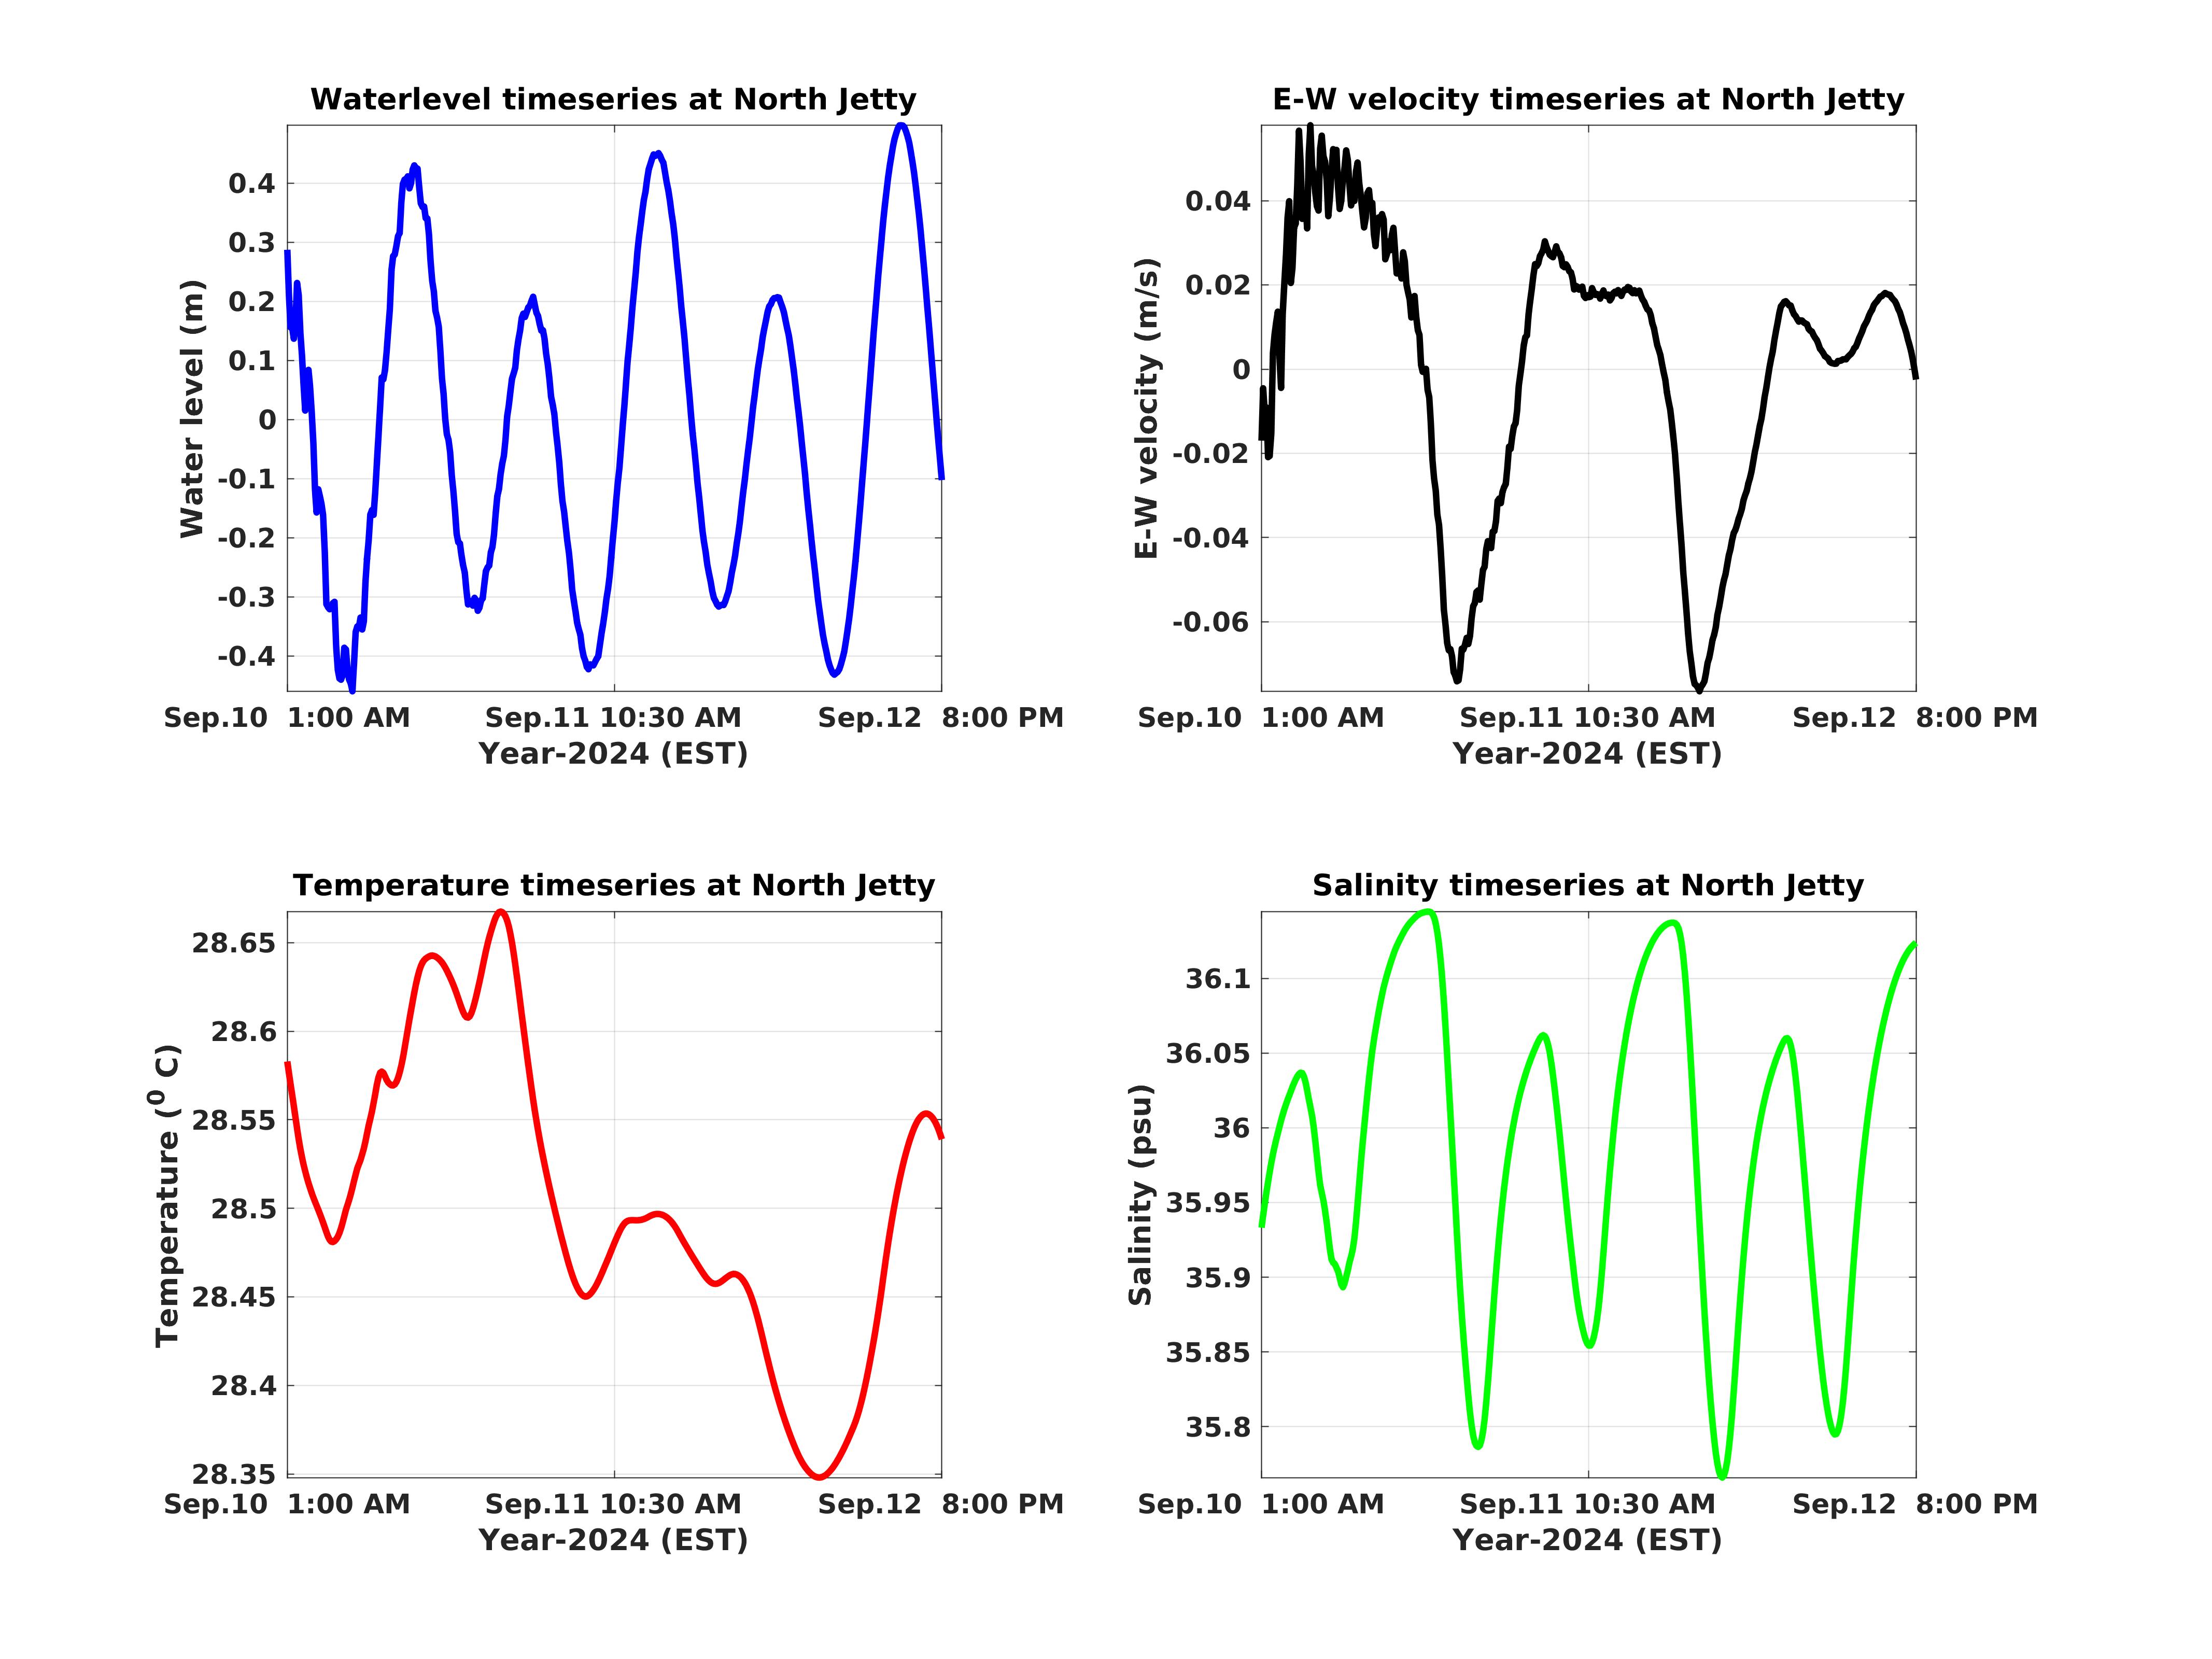 Waterlevel timeseries at North Jetty
0.4
0.3
0.2
0.1
0
-0.1
-0.2
-0.3
-0.4
Water level (m)
Sep.10 1:00 AM
Sep.11 10:30 AM
Sep.12 8:00 PM
Year-2024 (EST)
E-W velocity timeseries at North Jetty
0.04
0.02
0
-0.02
-0.04
-0.06
E-W velocity (m/s)
Sep.10 1:00 AM
Sep.11 10:30 AM
Sep.12 8:00 PM
Year-2024 (EST)
Temperature timeseries at North Jetty
28.65
28.6
28.55
28.5
28.45
28.4
28.35
Temperature (⁰ C)
Sep.10 1:00 AM
Sep.11 10:30 AM
Sep.12 8:00 PM
Year-2024 (EST)
Salinity timeseries at North Jetty
36.1
36.05
36
35.95
35.9
35.85
35.8
Salinity (psu)
Sep.10 1:00 AM
Sep.11 10:30 AM
Sep.12 8:00 PM
Year-2024 (EST)